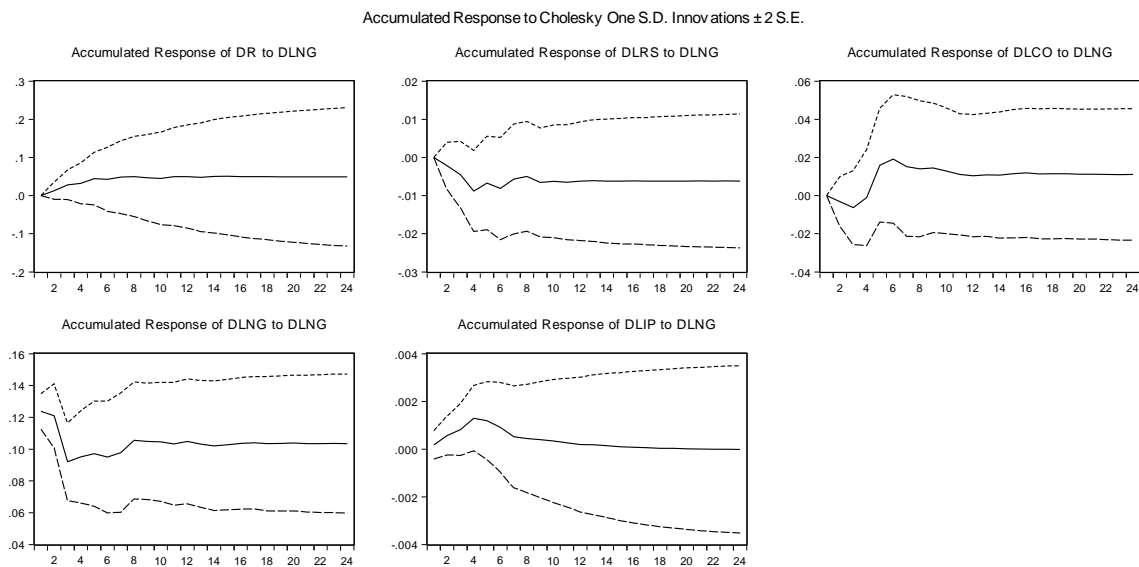 Accumulated Response to Cholesky One S.D. Innovations ± 2 S.E.
Accumulated Response of DR to DLNG
.3
.2
.1
.0
-.1
-.2
2 4 6 8 10 12 14 16 18 20 22 24
Accumulated Response of DLRS to DLNG
.02
.01
.00
-.01
-.02
-.03
2 4 6 8 10 12 14 16 18 20 22 24
Accumulated Response of DLCO to DLNG
.06
.04
.02
.00
-.02
-.04
2 4 6 8 10 12 14 16 18 20 22 24
Accumulated Response of DLNG to DLNG
.16
.14
.12
.10
.08
.06
.04
2 4 6 8 10 12 14 16 18 20 22 24
Accumulated Response of DLIP to DLNG
.004
.002
.000
-.002
-.004
2 4 6 8 10 12 14 16 18 20 22 24